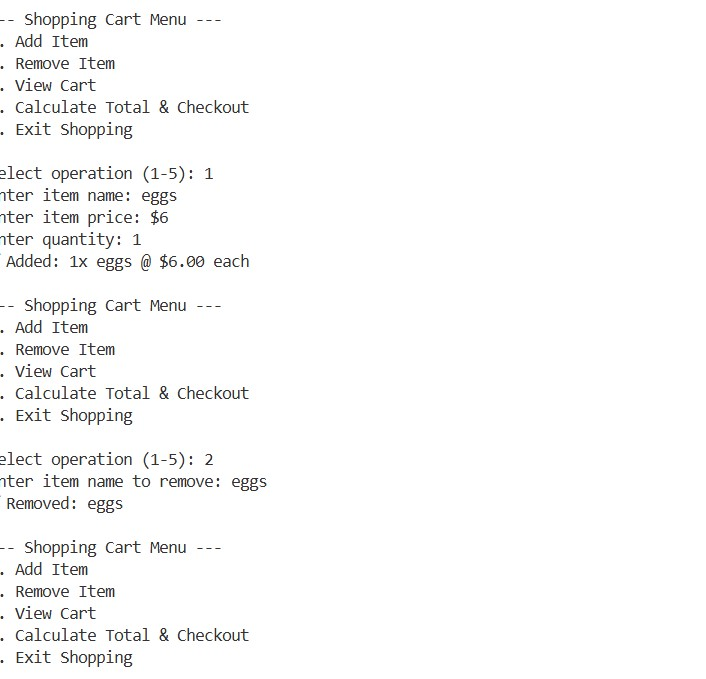 -- Shopping Cart Menu ---
. Add Item
. Remove Item
. View Cart
. Calculate Total & Checkout
. Exit Shopping
elect operation (1-5): 1
nter item name: eggs
nter item price: $6
nter quantity: 1
Added: 1x eggs @ $6.00 each
-- Shopping Cart Menu ---
. Add Item
. Remove Item
. View Cart
. Calculate Total & Checkout
. Exit Shopping
elect operation (1-5): 2
nter item name to remove: eggs
Removed: eggs
-- Shopping Cart Menu ---
. Add Item
. Remove Item
. View Cart
. Calculate Total & Checkout
. Exit Shopping